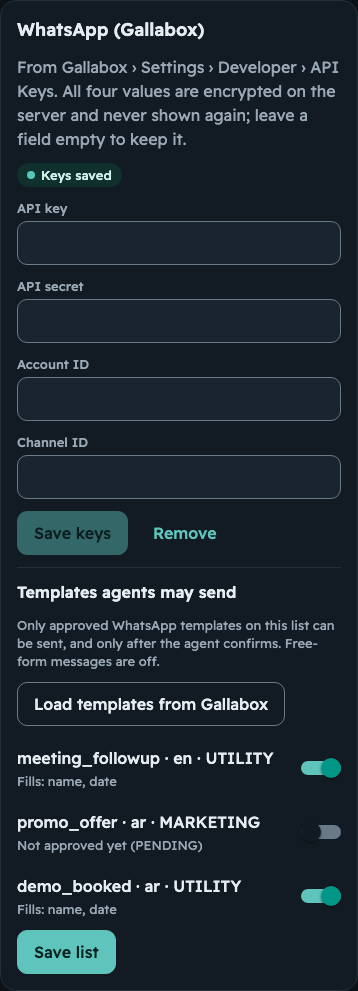 WhatsApp (Gallabox)
From Gallabox › Settings › Developer › API
Keys. All four values are encrypted on the
server and never shown again; leave a
field empty to keep it.
Keys saved
API key
API secret
Account ID
Channel ID
Save keys
Remove
Templates agents may send
Only approved WhatsApp templates on this list can
be sent, and only after the agent confirms. Free-
form messages are off.
Load templates from Gallabox
meeting_followup · en · UTILITY
Fills: name, date
promo_offer · ar · MARKETING
Not approved yet (PENDING)
demo_booked · ar · UTILITY
Fills: name, date
Save list